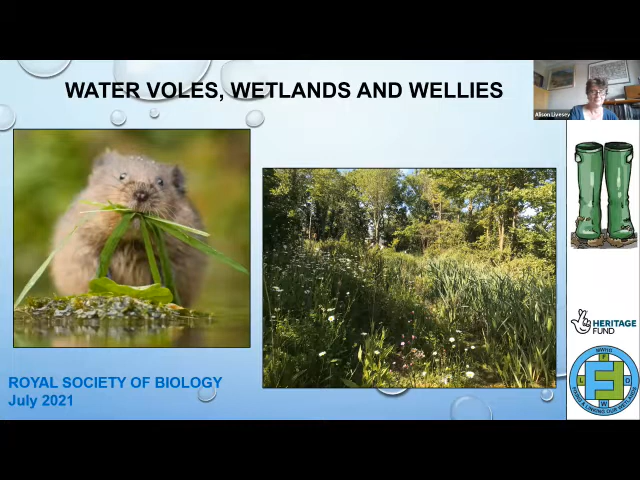 WATER VOLES, WETLANDS AND WELLIES
Alison Livesey
HERITAGE
FUND
ROYAL SOCIETY OF BIOLOGY
July 2021